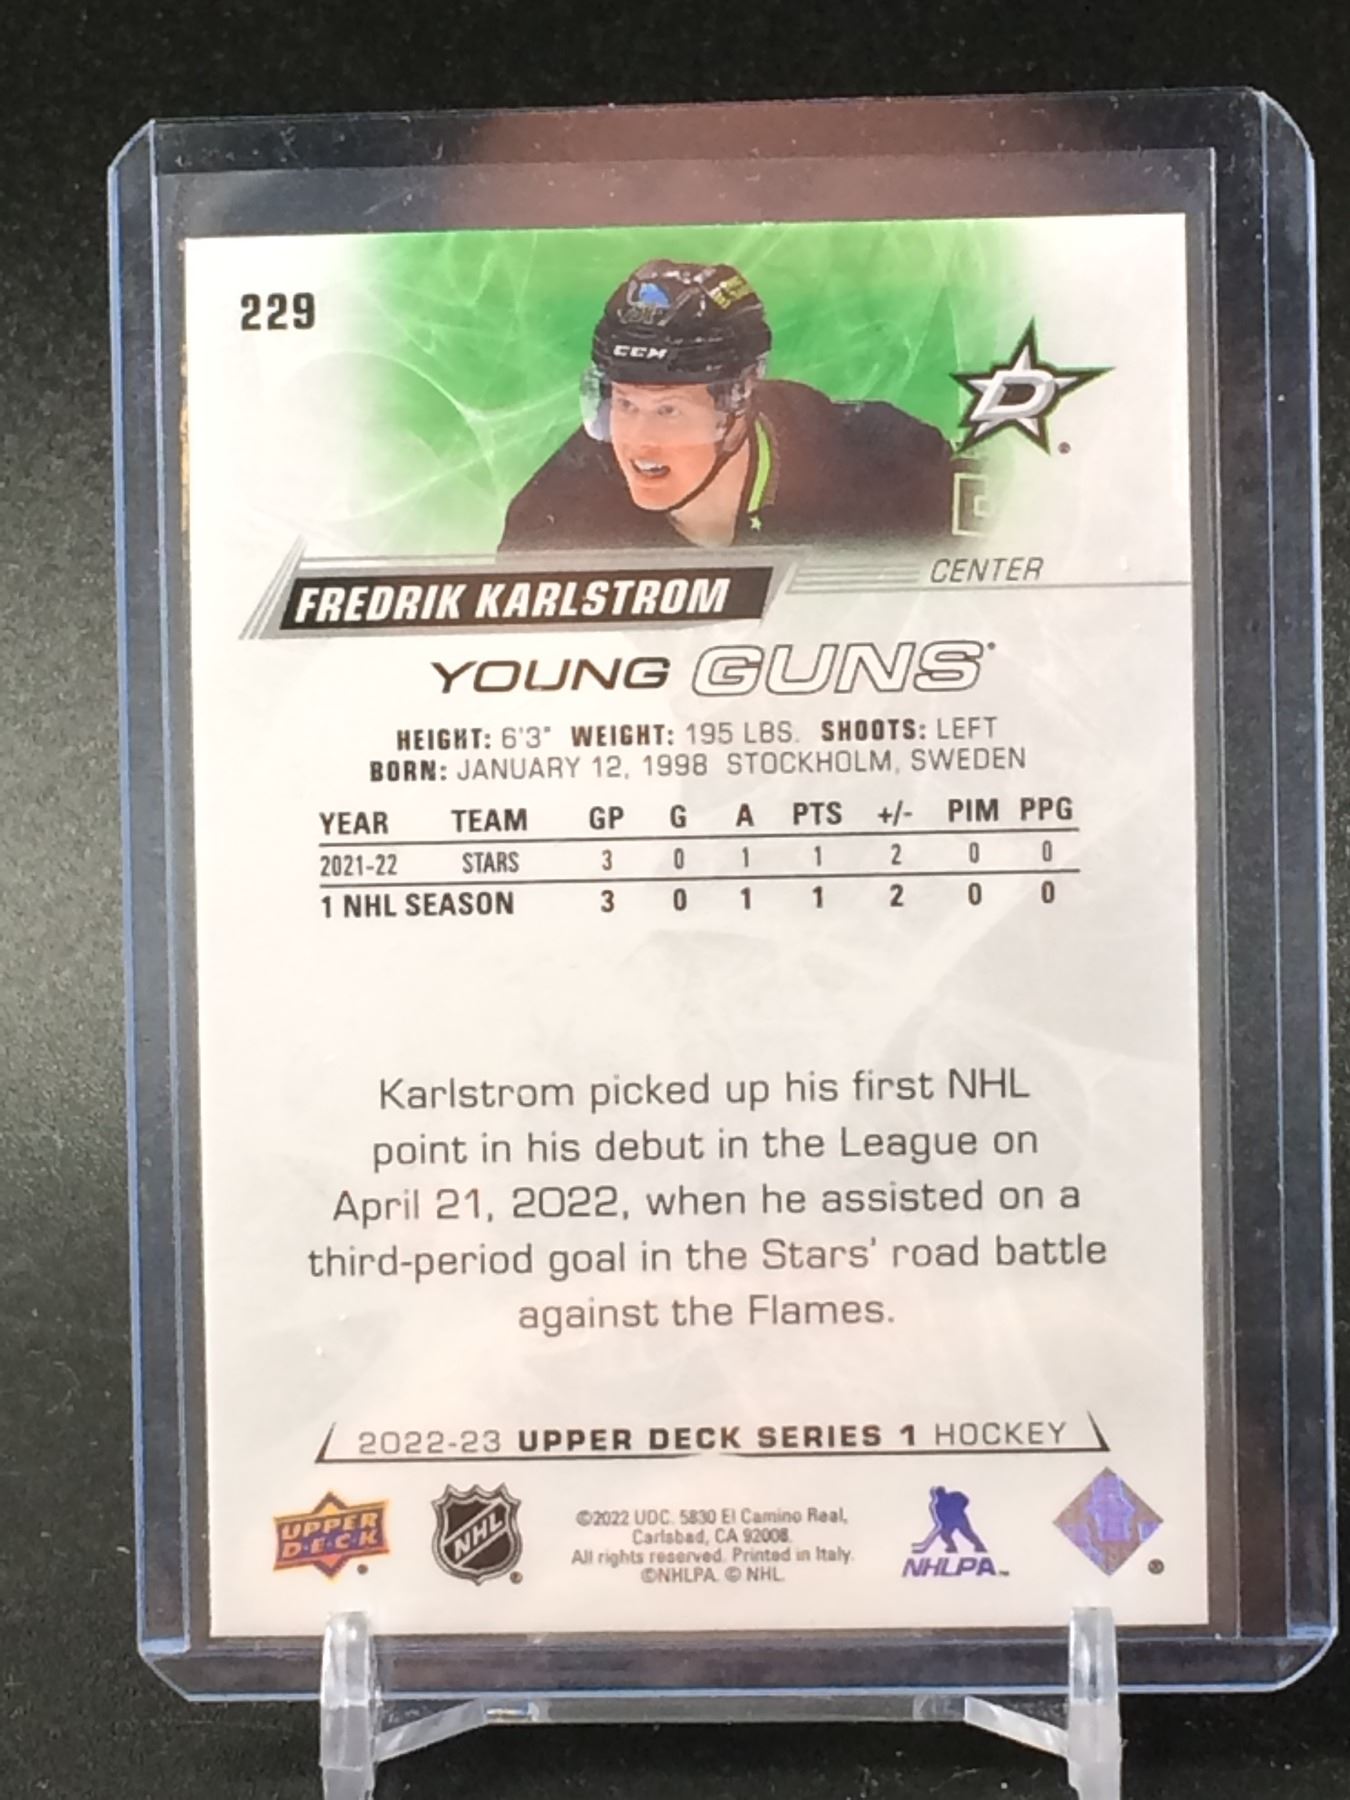 229
CCM
D
CENTER
FREDRIK KARLSTROM
YOUNG GUNS®
HEIGHT: 6'3" WEIGHT: 195 LBS. SHOOTS: LEFT
BORN: JANUARY 12, 1998 STOCKHOLM, SWEDEN
YEAR TEAM GP G A PTS +/- PIM PPG
2021-22 STARS 3 0 1 1 2 0 0
1 NHL SEASON 3 0 1 1 2 0 0
Karlstrom picked up his first NHL
point in his debut in the League on
April 21, 2022, when he assisted on a
third-period goal in the Stars' road battle
against the Flames.
2022-23 UPPER DECK SERIES 1 HOCKEY
UPPER
D•E•C•K
NHL
©2022 UDC. 5830 El Camino Real,
Carlsbad, CA 92008.
All rights reserved. Printed in Italy.
©NHLPA. © NHL.
NHLPA™